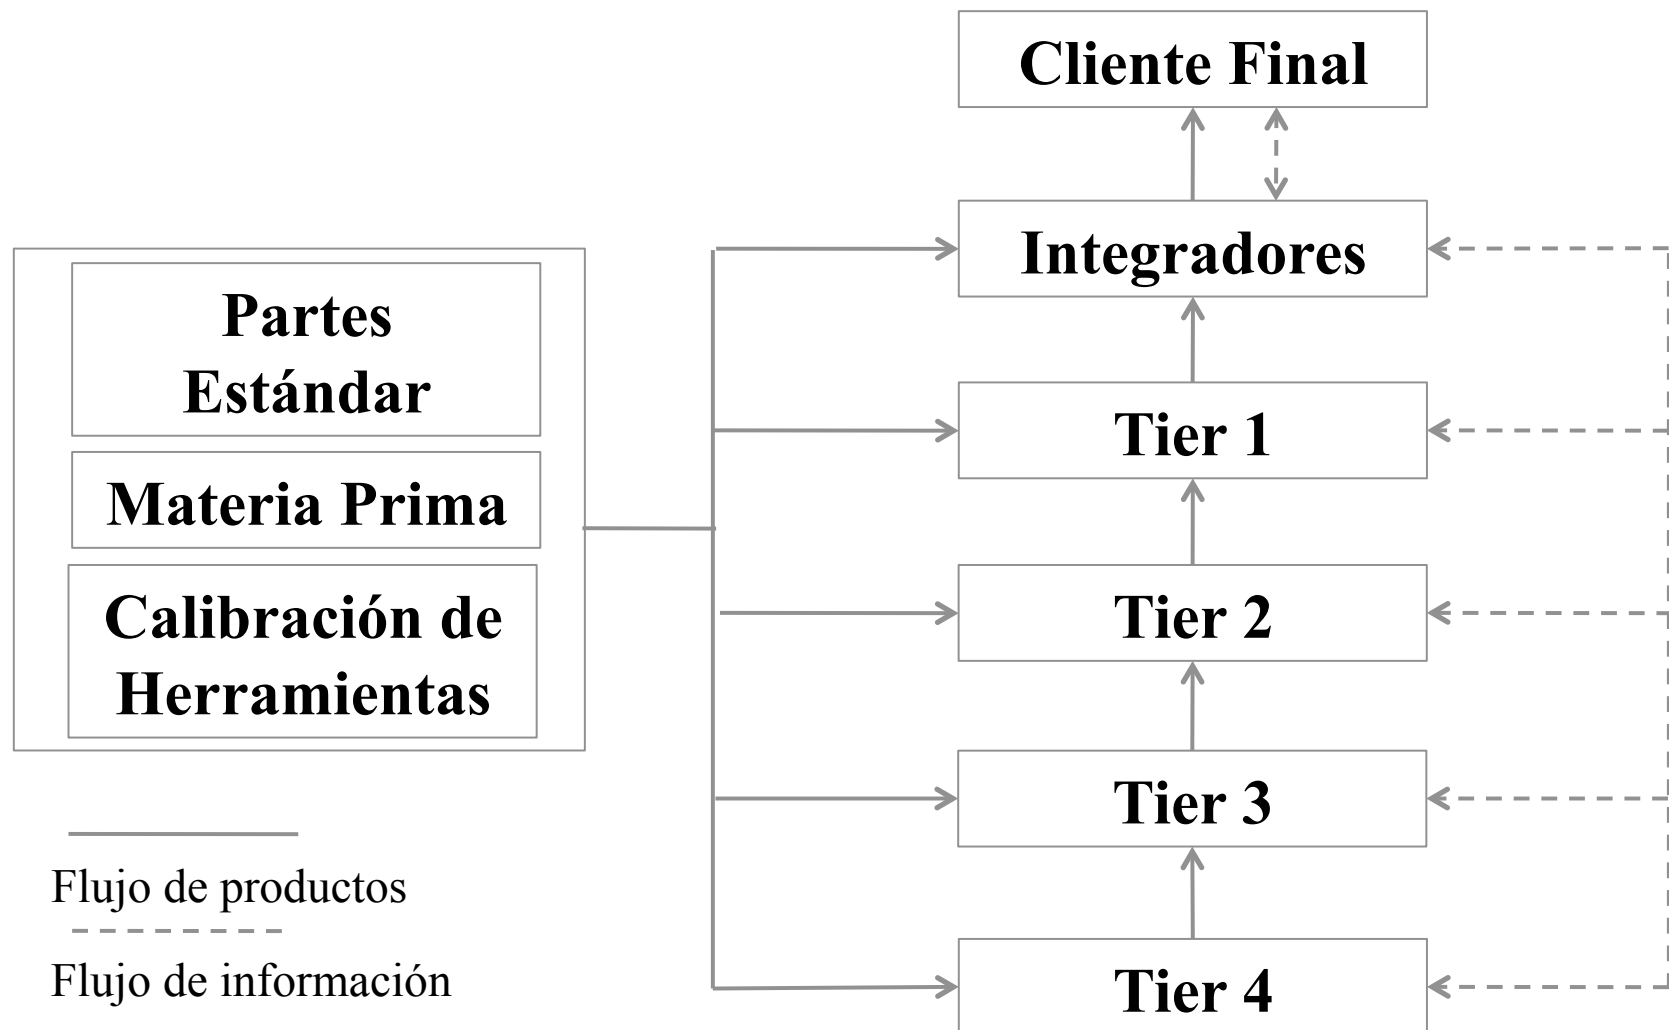 Cliente Final
Integradores
Partes
Estándar
Tier 1
Materia Prima
Calibración de
Herramientas
Tier 2
Tier 3
Flujo de productos
Flujo de información
Tier 4